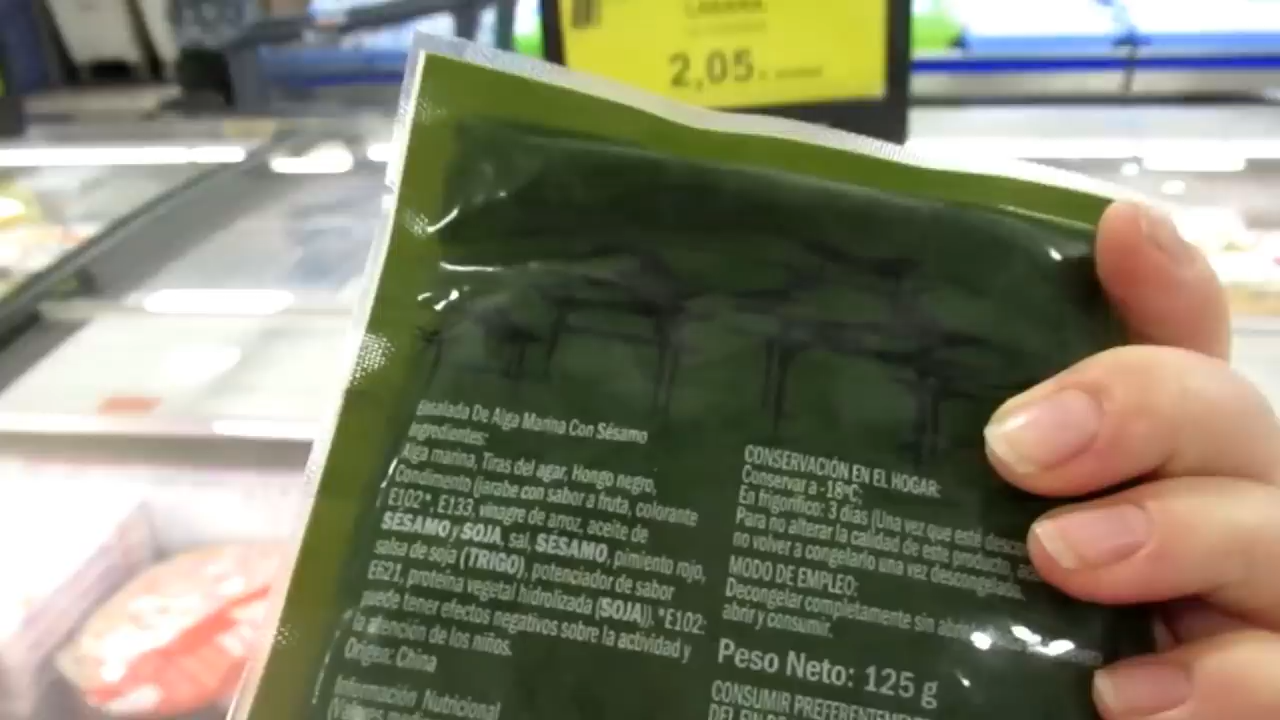 2,05
Ensalada De Alga Marina Con Sésamo
Ingredientes:
Alga marina, Tiras del agar, Hongo negro,
Condimento (jarabe con sabor a fruta, colorante
E102*, E133, vinagre de arroz, aceite de
SÉSAMO y SOJA, sal, SÉSAMO, pimiento rojo,
salsa de soja (TRIGO), potenciador de sabor
E621, proteína vegetal hidrolizada (SOJA)). *E102:
puede tener efectos negativos sobre la actividad y
la atención de los niños.
Origen: China
Información Nutricional
CONSERVACIÓN EN EL HOGAR:
Conservar a -18ºC:
En frigorífico: 3 días (Una vez que esté
Para no alterar la calidad de este producto,
no volver a congelarlo una vez descongelado.
MODO DE EMPLEO:
Decongelar completamente sin
abrir y consumir.
Peso Neto: 125 g
CONSUMIR
DEL FIN